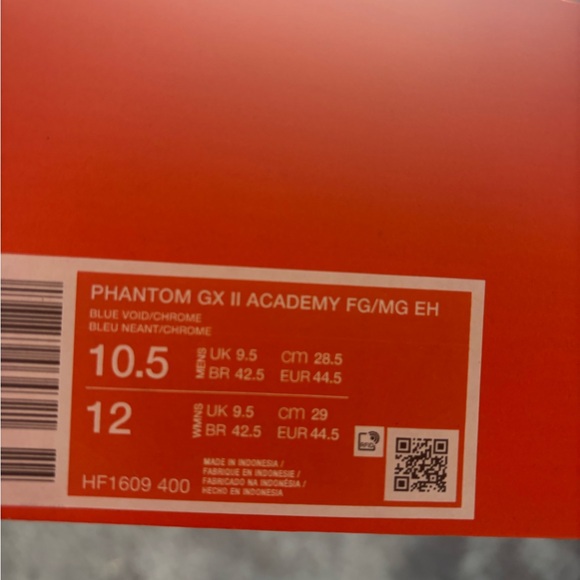 PHANTOM GX II ACADEMY FG/MG EH
BLUE VOID/CHROME
BLEU NEANT/CHROME
10.5 MENS UK 9.5 cm 28.5
BR 42.5 EUR 44.5
12 WMNS UK 9.5 cm 29
BR 42.5 EUR 44.5
RFID
MADE IN INDONESIA /
FABRIQUE EN INDONESIE /
FABRICADO NA INDONÉSIA /
HECHO EN INDONESIA
HF1609 400